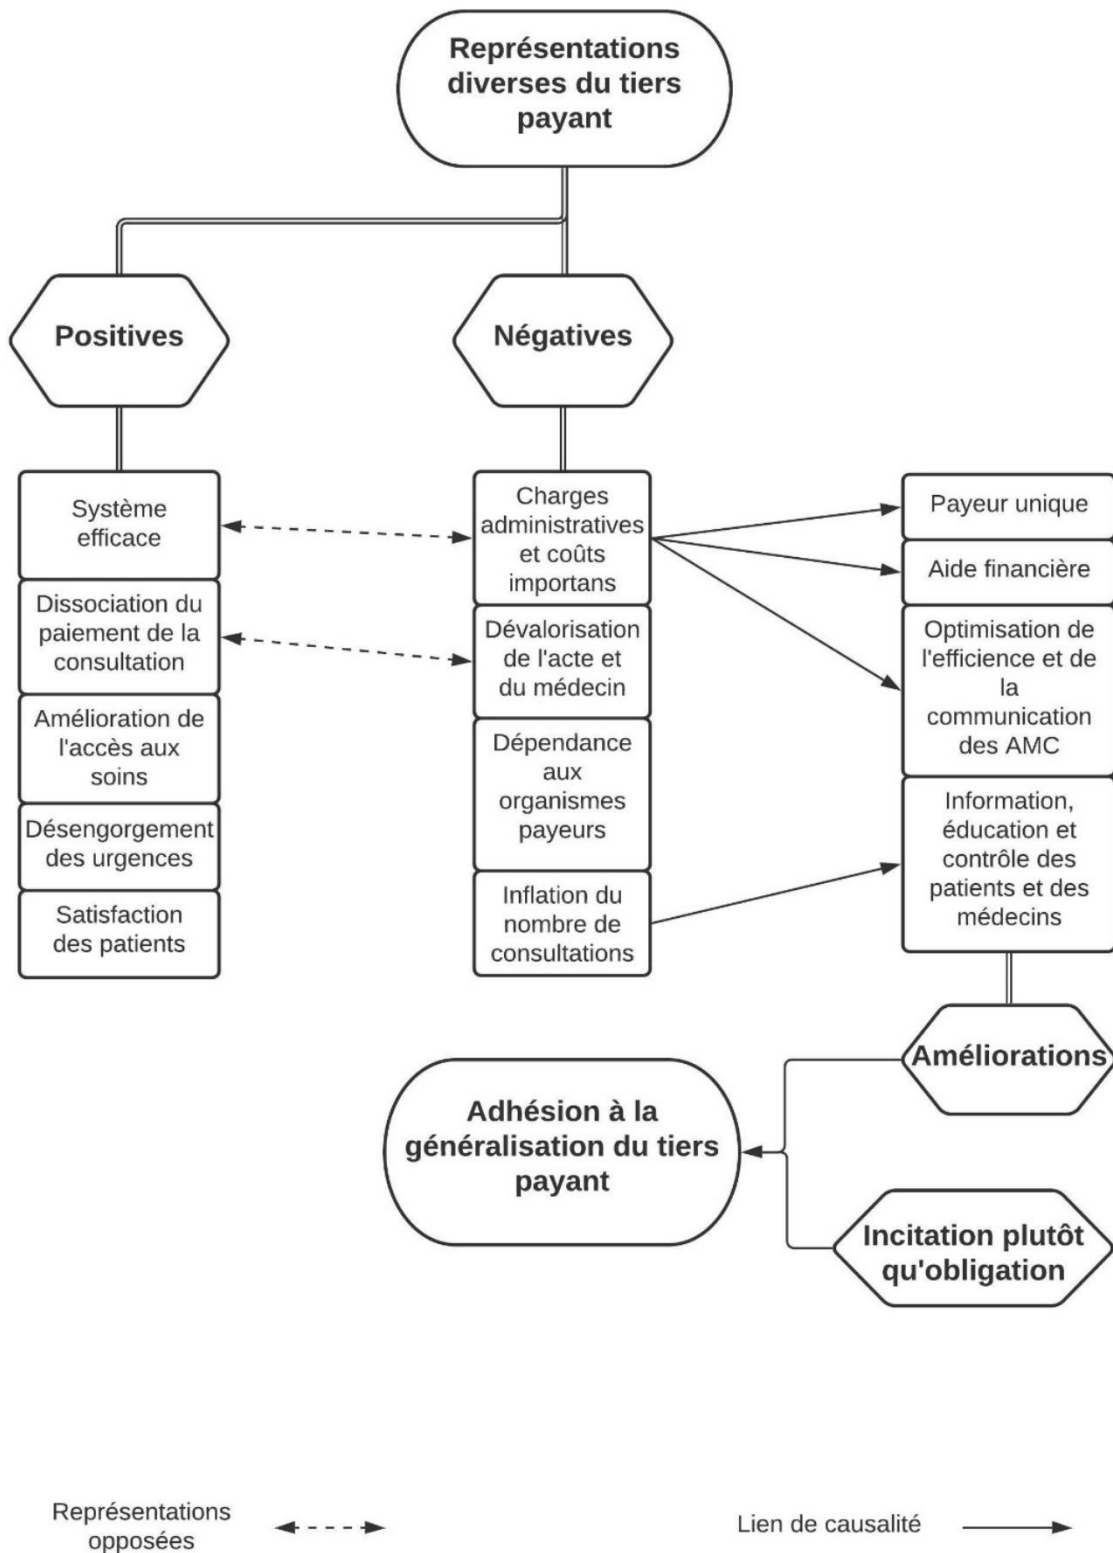 Représentations
diverses du tiers
payant
Positives
Négatives
Système
efficace
Dissociation du
paiement de la
consultation
Amélioration de
l'accès aux
soins
Désengorgement
des urgences
Satisfaction
des patients
Charges
administratives
et coûts
importans
Dévalorisation
de l'acte et
du médecin
Dépendance
aux
organismes
payeurs
Inflation du
nombre de
consultations
Payeur unique
Aide financière
Optimisation de
l'efficience et de
la
communication
des AMC
Information,
éducation et
contrôle des
patients et des
médecins
Améliorations
Adhésion à la
généralisation du tiers
payant
Incitation plutôt
qu'obligation
Représentations
opposées
Lien de causalité